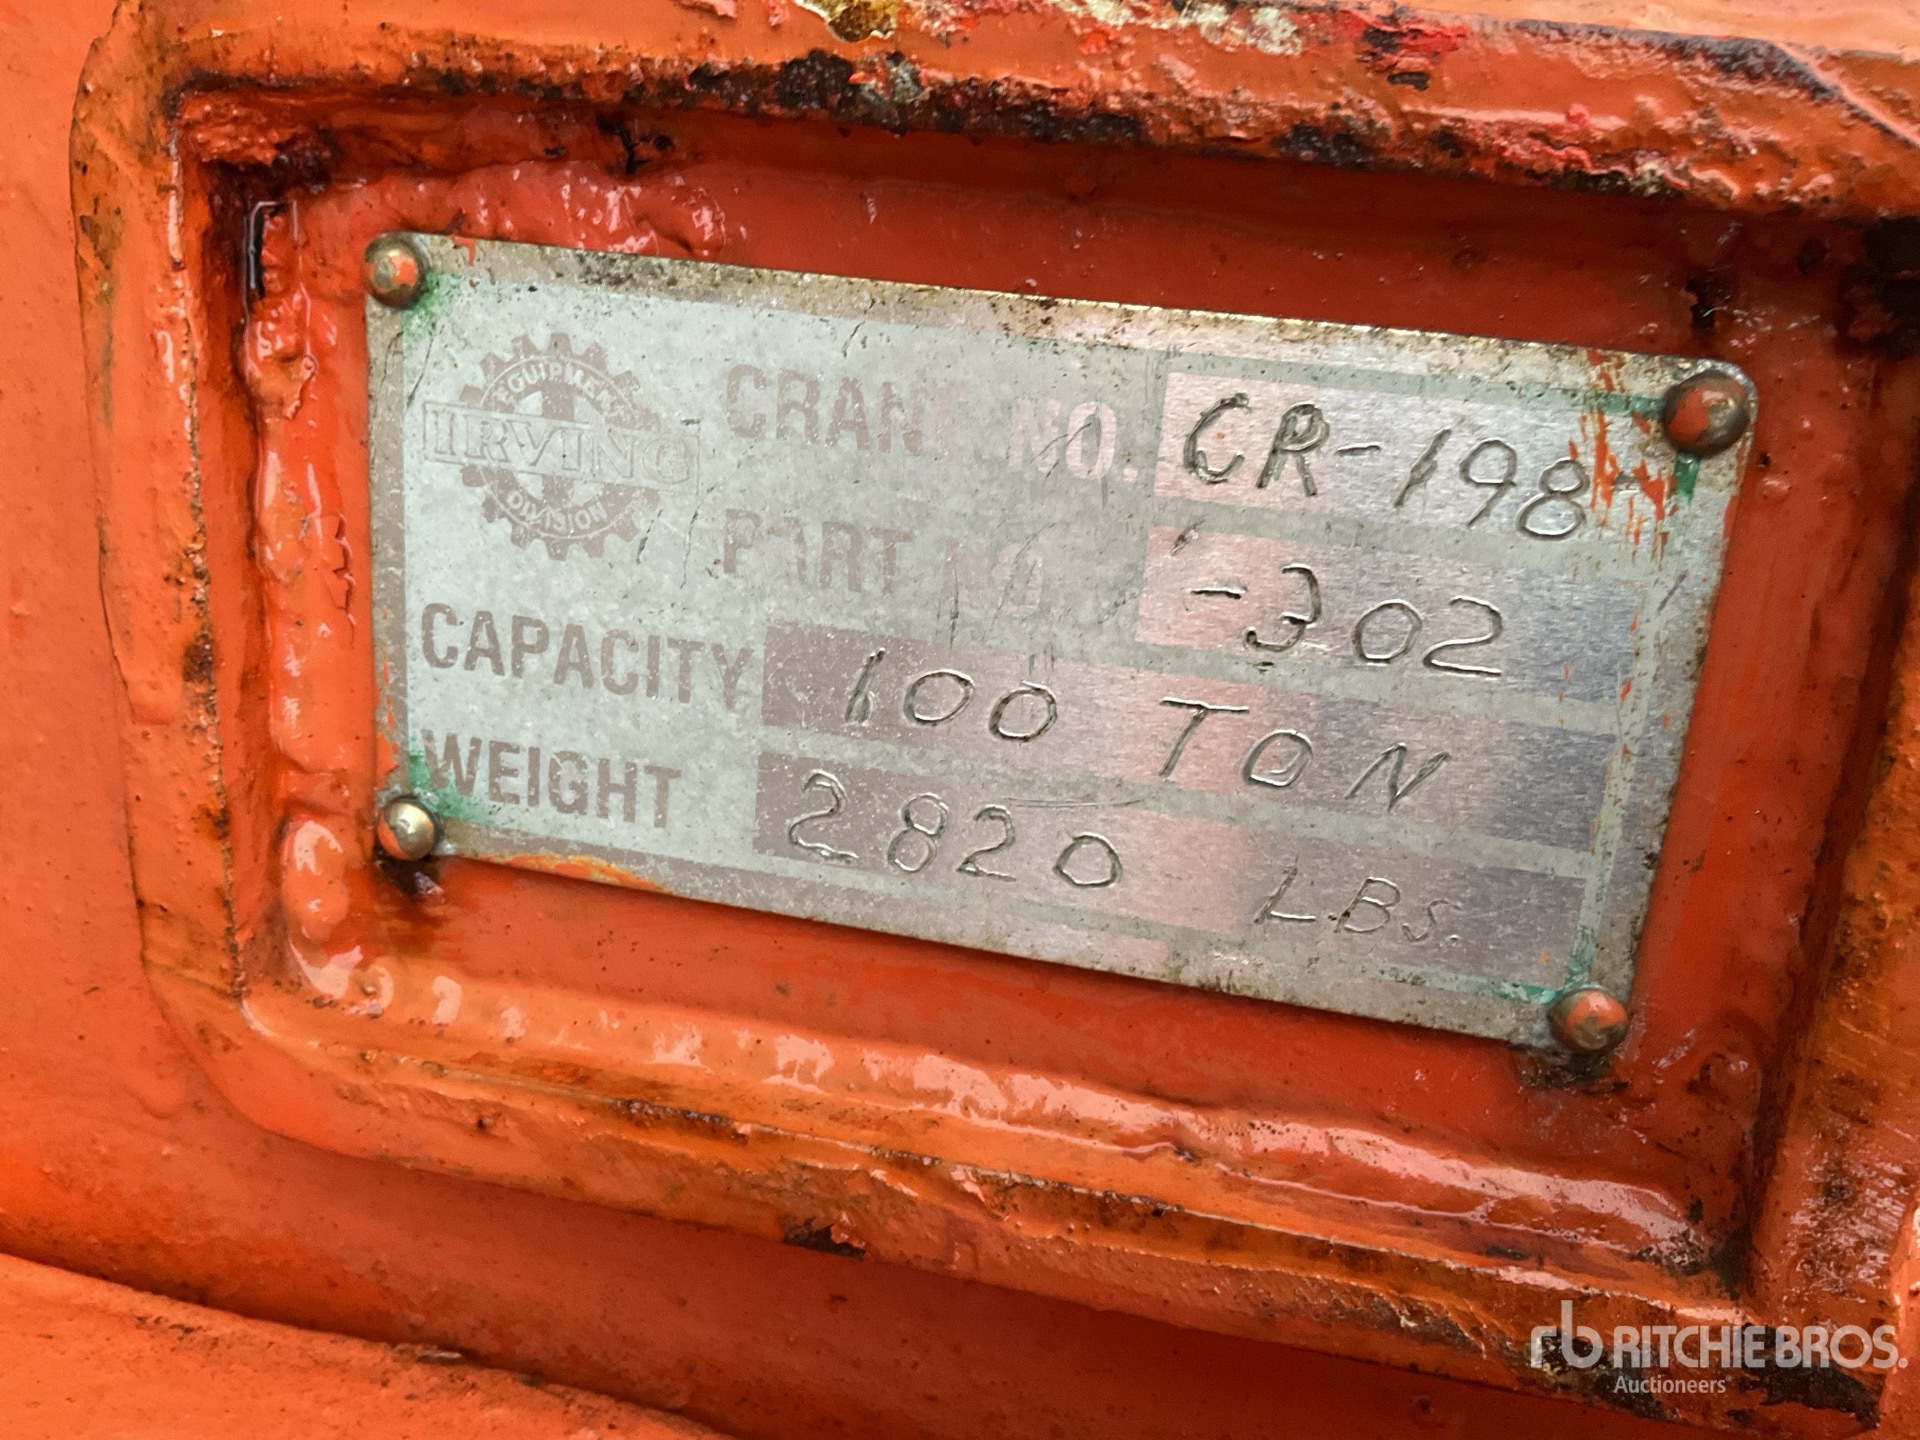 EQUIPMENT
IRVING
DIVISION
CRANE NO. CR-198
PART NO. -302
CAPACITY 100 TON
WEIGHT 2820 LBS.
rb RITCHIE BROS.
Auctioneers